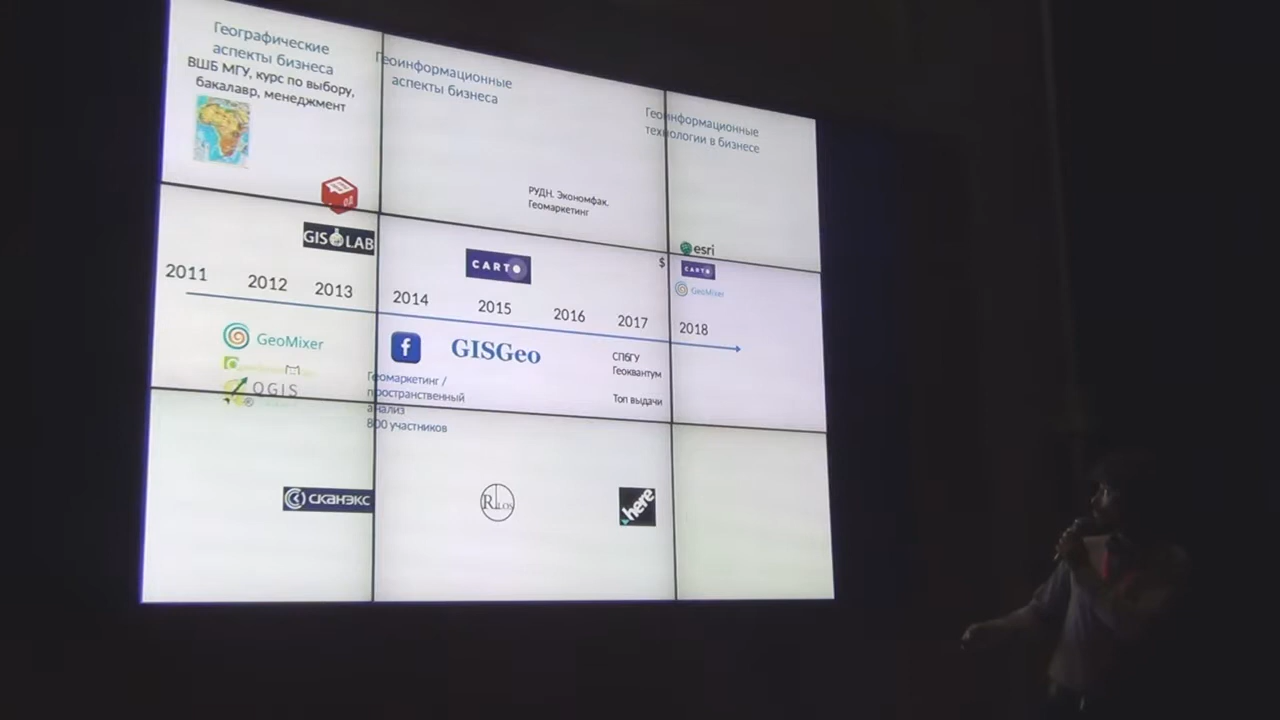 Географические
аспекты бизнеса
ВШБ МГУ, курс по выбору,
бакалавр, менеджмент
Геоинформационные
аспекты бизнеса
Геоинформационные
технологии в бизнесе
РУДН. Экономфак.
Геомаркетинг
ОД
GIS LAB
CARTO
$
esri
CARTO
GeoMixer
2011
2012
2013
2014
2015
2016
2017
2018
GeoMixer
QGIS
GISGeo
Геомаркетинг /
пространственный
анализ
800 участников
СПбГУ
Геоквантум
Топ выдачи
СКАНЭКС
here